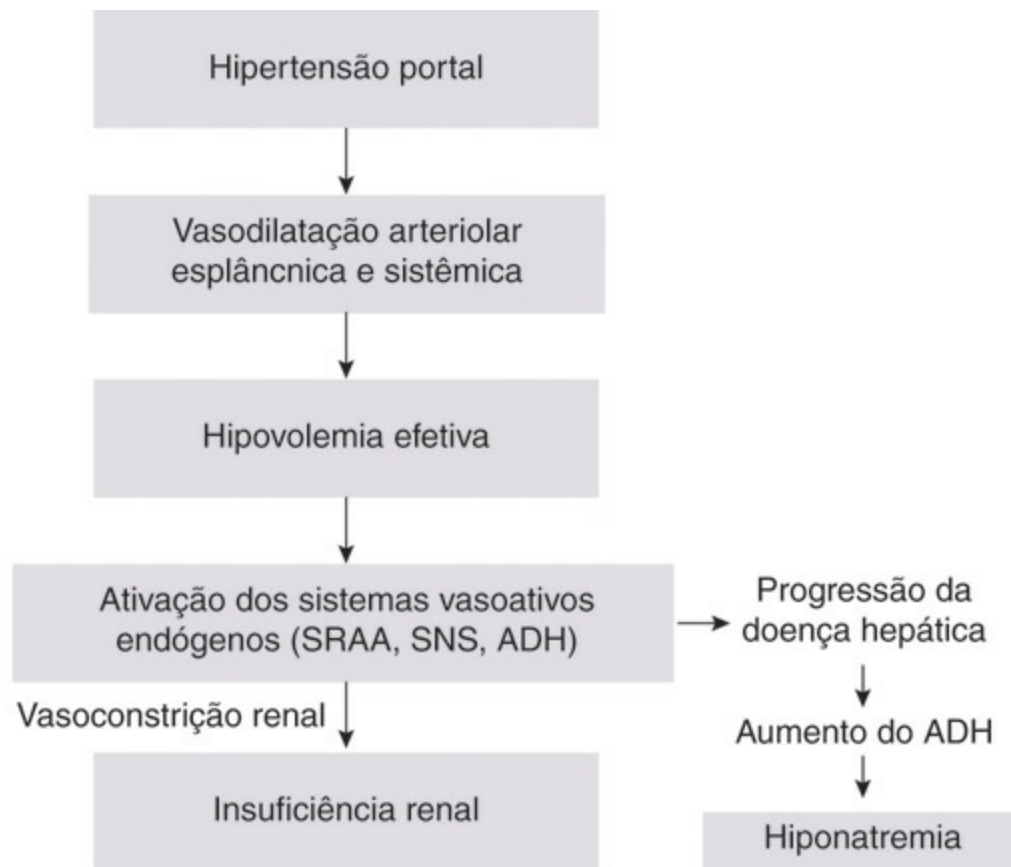 Hipertensão portal
Vasodilatação arteriolar
esplâncnica e sistêmica
Hipovolemia efetiva
Ativação dos sistemas vasoativos
endógenos (SRAA, SNS, ADH)
Progressão da
doença hepática
Vasoconstrição renal
Aumento do ADH
Insuficiência renal
Hiponatremia